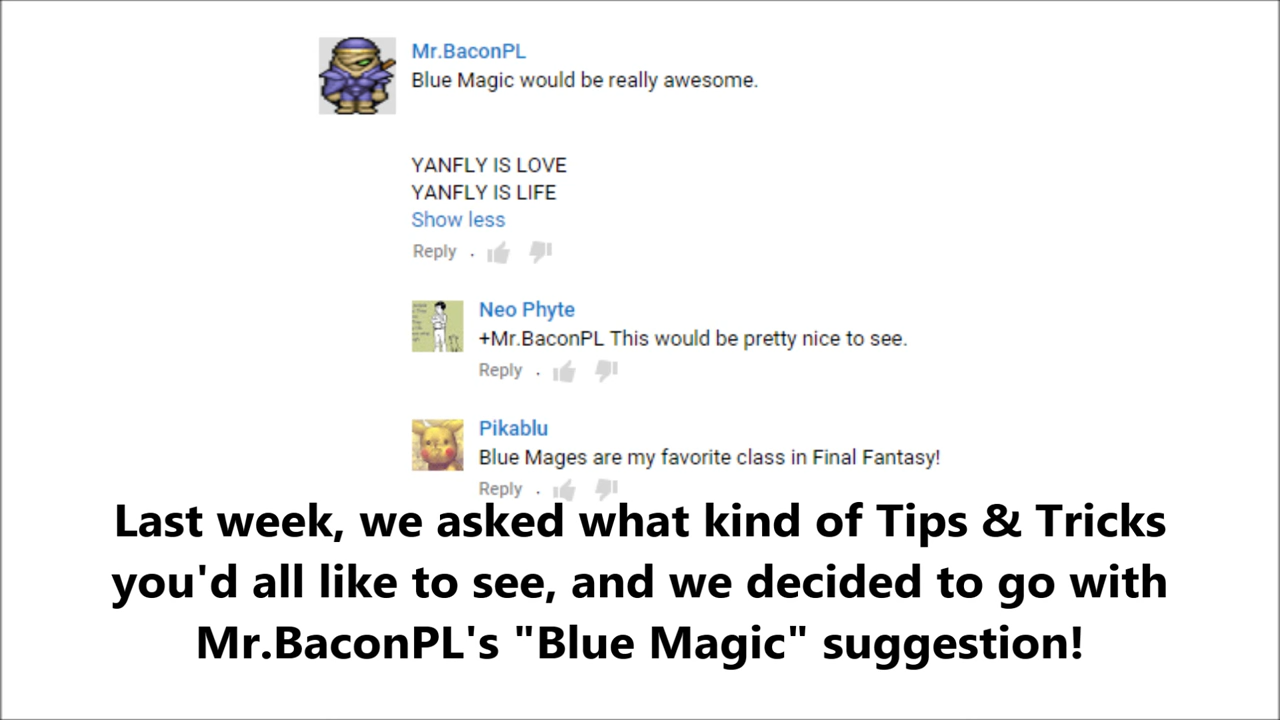 Mr.BaconPL
Blue Magic would be really awesome.
YANFLY IS LOVE
YANFLY IS LIFE
Show less
Reply .
Neo Phyte
+Mr.BaconPL This would be pretty nice to see.
Reply .
Pikablu
Blue Mages are my favorite class in Final Fantasy!
Reply .
Last week, we asked what kind of Tips & Tricks
you'd all like to see, and we decided to go with
Mr.BaconPL's "Blue Magic" suggestion!